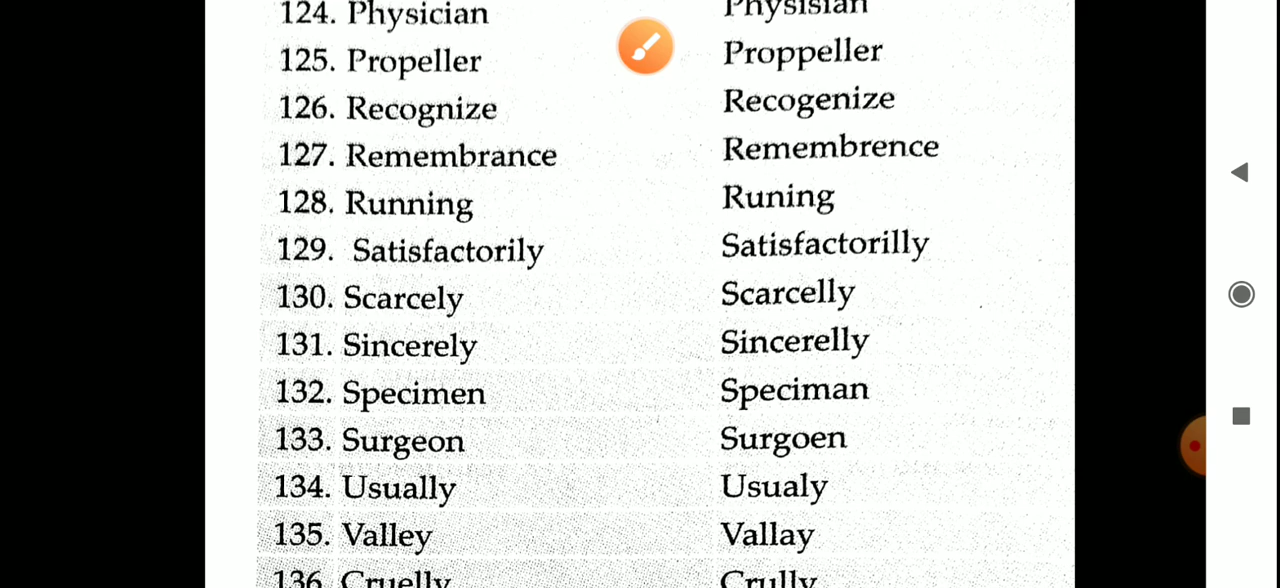 124. Physician Physisian
125. Propeller Proppeller
126. Recognize Recogenize
127. Remembrance Remembrence
128. Running Runing
129. Satisfactorily Satisfactorilly
130. Scarcely Scarcelly
131. Sincerely Sincerelly
132. Specimen Speciman
133. Surgeon Surgoen
134. Usually Usualy
135. Valley Vallay
136. Cruelly Crully